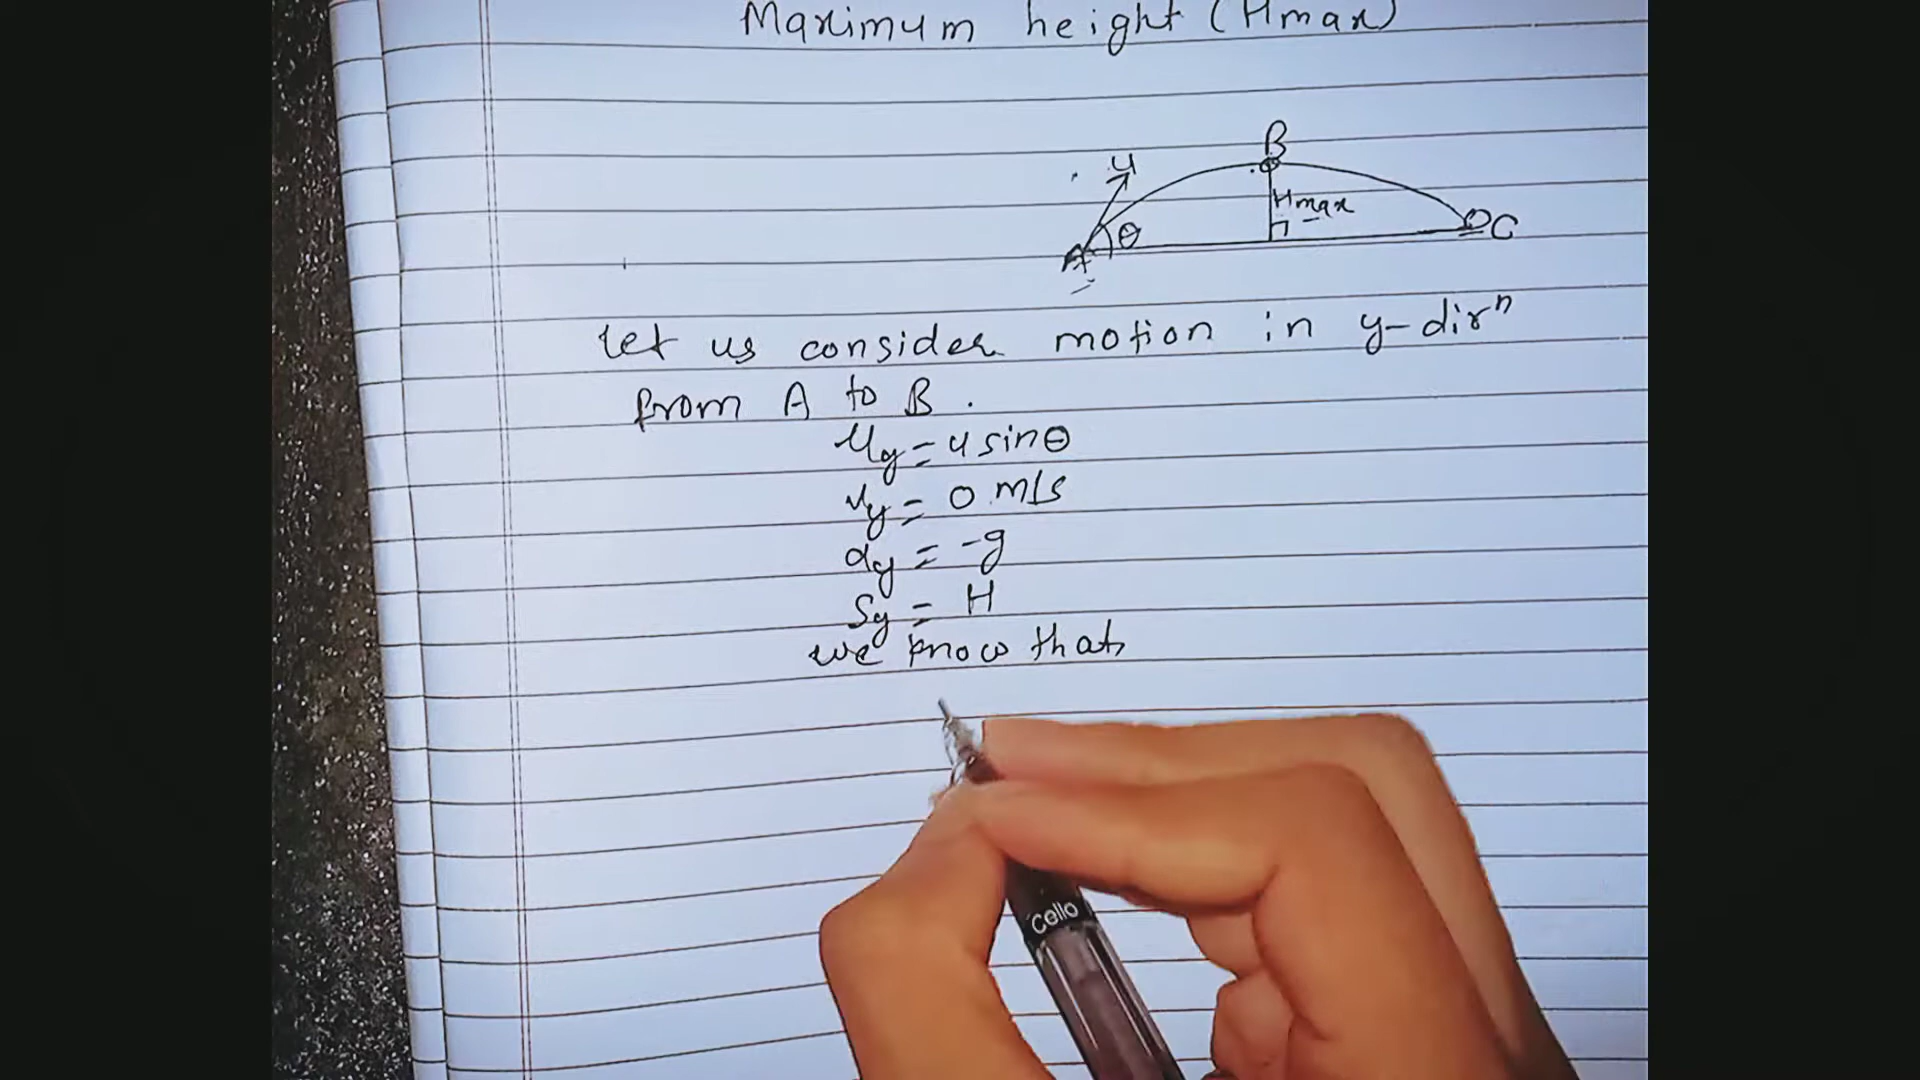 Maximum height (Hmax)
B
u
Hmax
θ
A
C
let us consider motion in y-dirⁿ
from A to B.
uy = u sinθ
vy = 0 m/s
ay = -g
Sy = H
we know that
cello